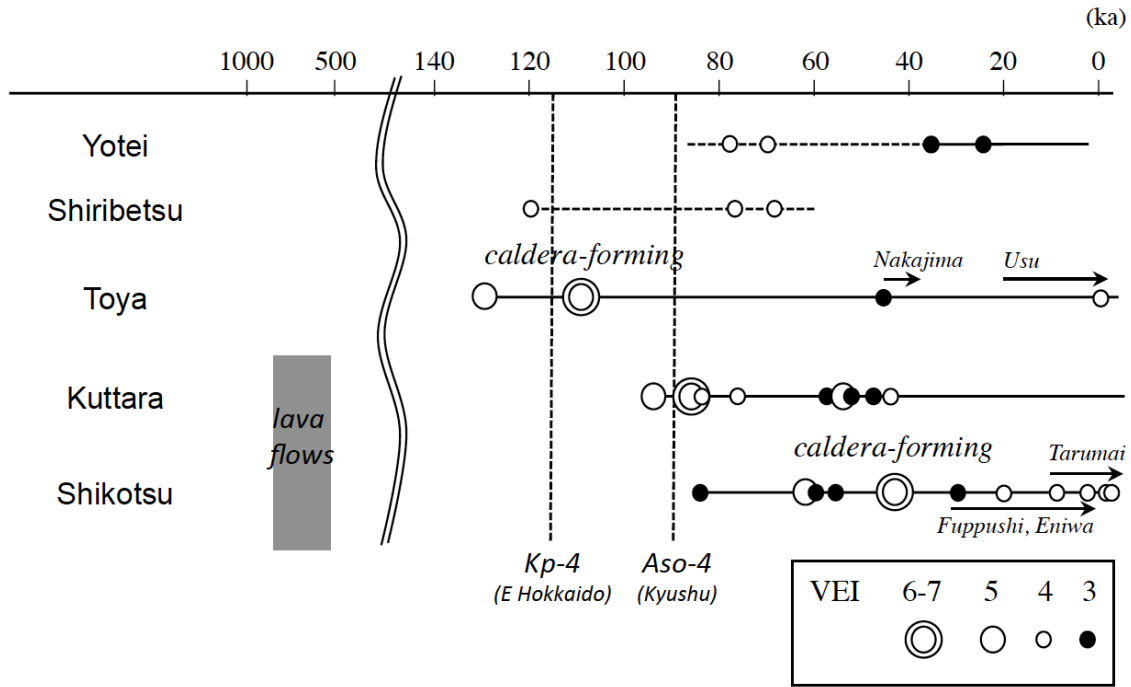 (ka)
1000 500 140 120 100 80 60 40 20 0
Yotei
Shiribetsu
caldera-forming
Nakajima
Usu
Toya
Kuttara
lava
flows
caldera-forming
Tarumai
Shikotsu
Fuppushi, Eniwa
Kp-4
(E Hokkaido)
Aso-4
(Kyushu)
VEI 6-7 5 4 3